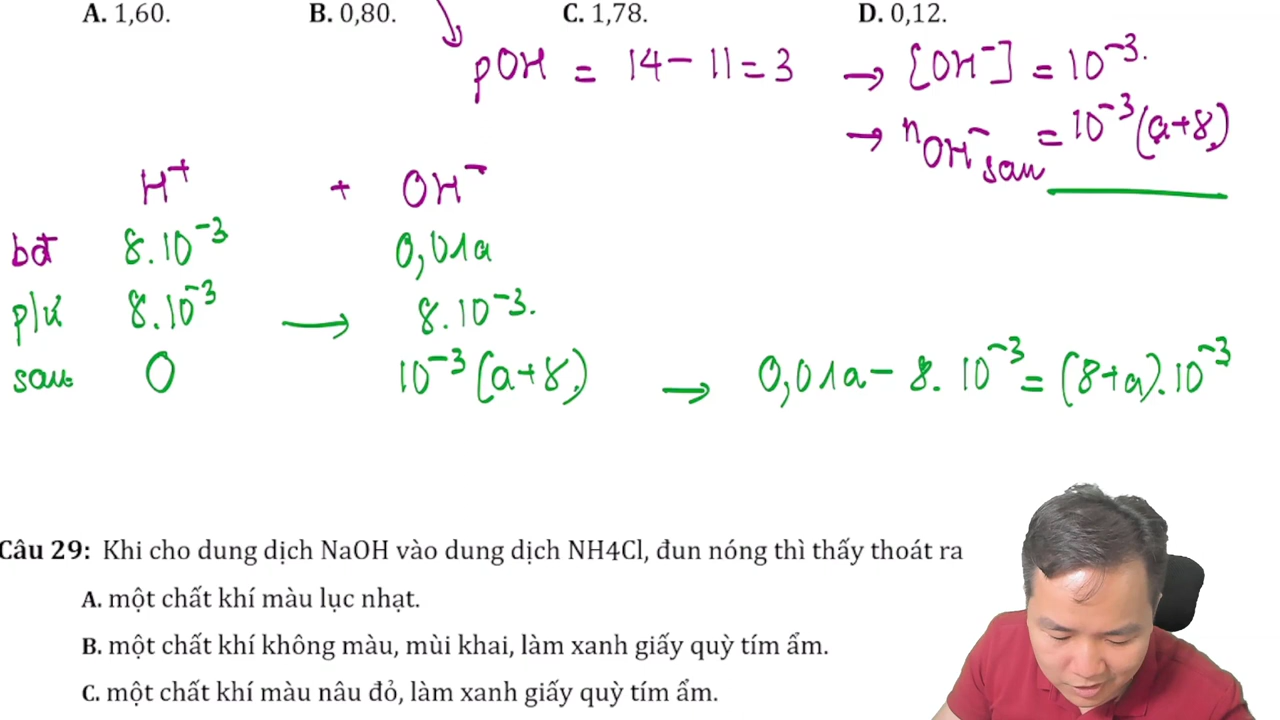 A. 1,60. B. 0,80. C. 1,78. D. 0,12.
pOH = 14 - 11 = 3 → [OH⁻] = 10⁻³.
→ nOH⁻ sau = 10⁻³(a+8)
H⁺ + OH⁻
bđ 8.10⁻³ 0,01a
p/ứ 8.10⁻³ → 8.10⁻³.
sau: 0 10⁻³(a+8) → 0,01a - 8.10⁻³ = (8+a).10⁻³
Câu 29: Khi cho dung dịch NaOH vào dung dịch NH4Cl, đun nóng thì thấy thoát ra
A. một chất khí màu lục nhạt.
B. một chất khí không màu, mùi khai, làm xanh giấy quỳ tím ẩm.
C. một chất khí màu nâu đỏ, làm xanh giấy quỳ tím ẩm.